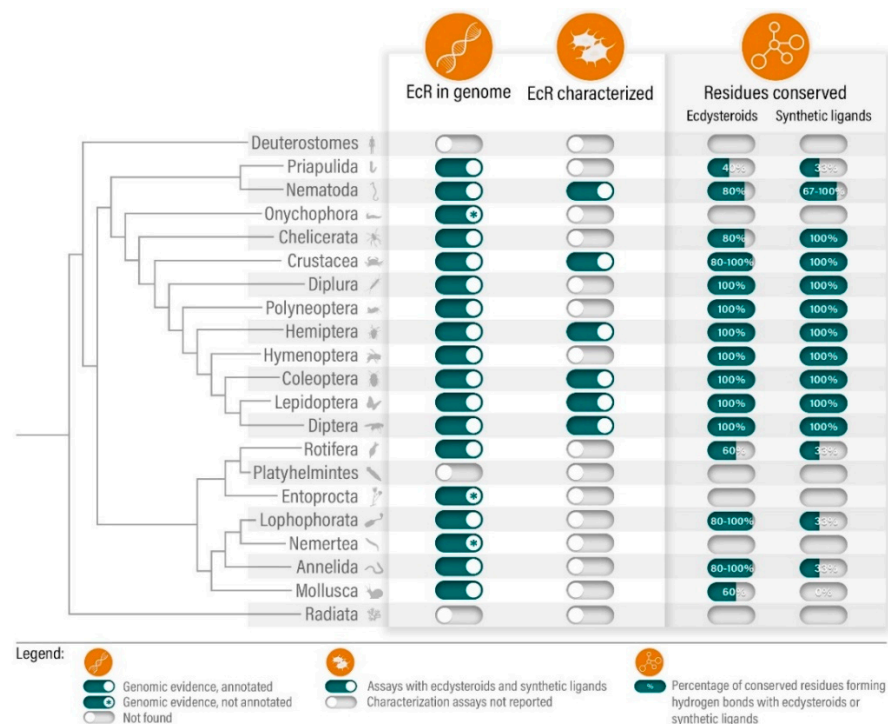 EcR in genome EcR characterized Residues conserved
Ecdysteroids Synthetic ligands
Deuterostomes
Priapulida 40% 33%
Nematoda 80% 67-100%
Onychophora *
Chelicerata 80% 100%
Crustacea 80-100% 100%
Diplura 100% 100%
Polyneoptera 100% 100%
Hemiptera 100% 100%
Hymenoptera 100% 100%
Coleoptera 100% 100%
Lepidoptera 100% 100%
Diptera 100% 100%
Rotifera 60% 33%
Platyhelmintes
Entoprocta *
Lophophorata 80-100% 33%
Nemertea *
Annelida 80-100% 33%
Mollusca 60% 0%
Radiata
Legend:
Genomic evidence, annotated
* Genomic evidence, not annotated
Not found
Assays with ecdysteroids and synthetic ligands
Characterization assays not reported
% Percentage of conserved residues forming
hydrogen bonds with ecdysteroids or
synthetic ligands